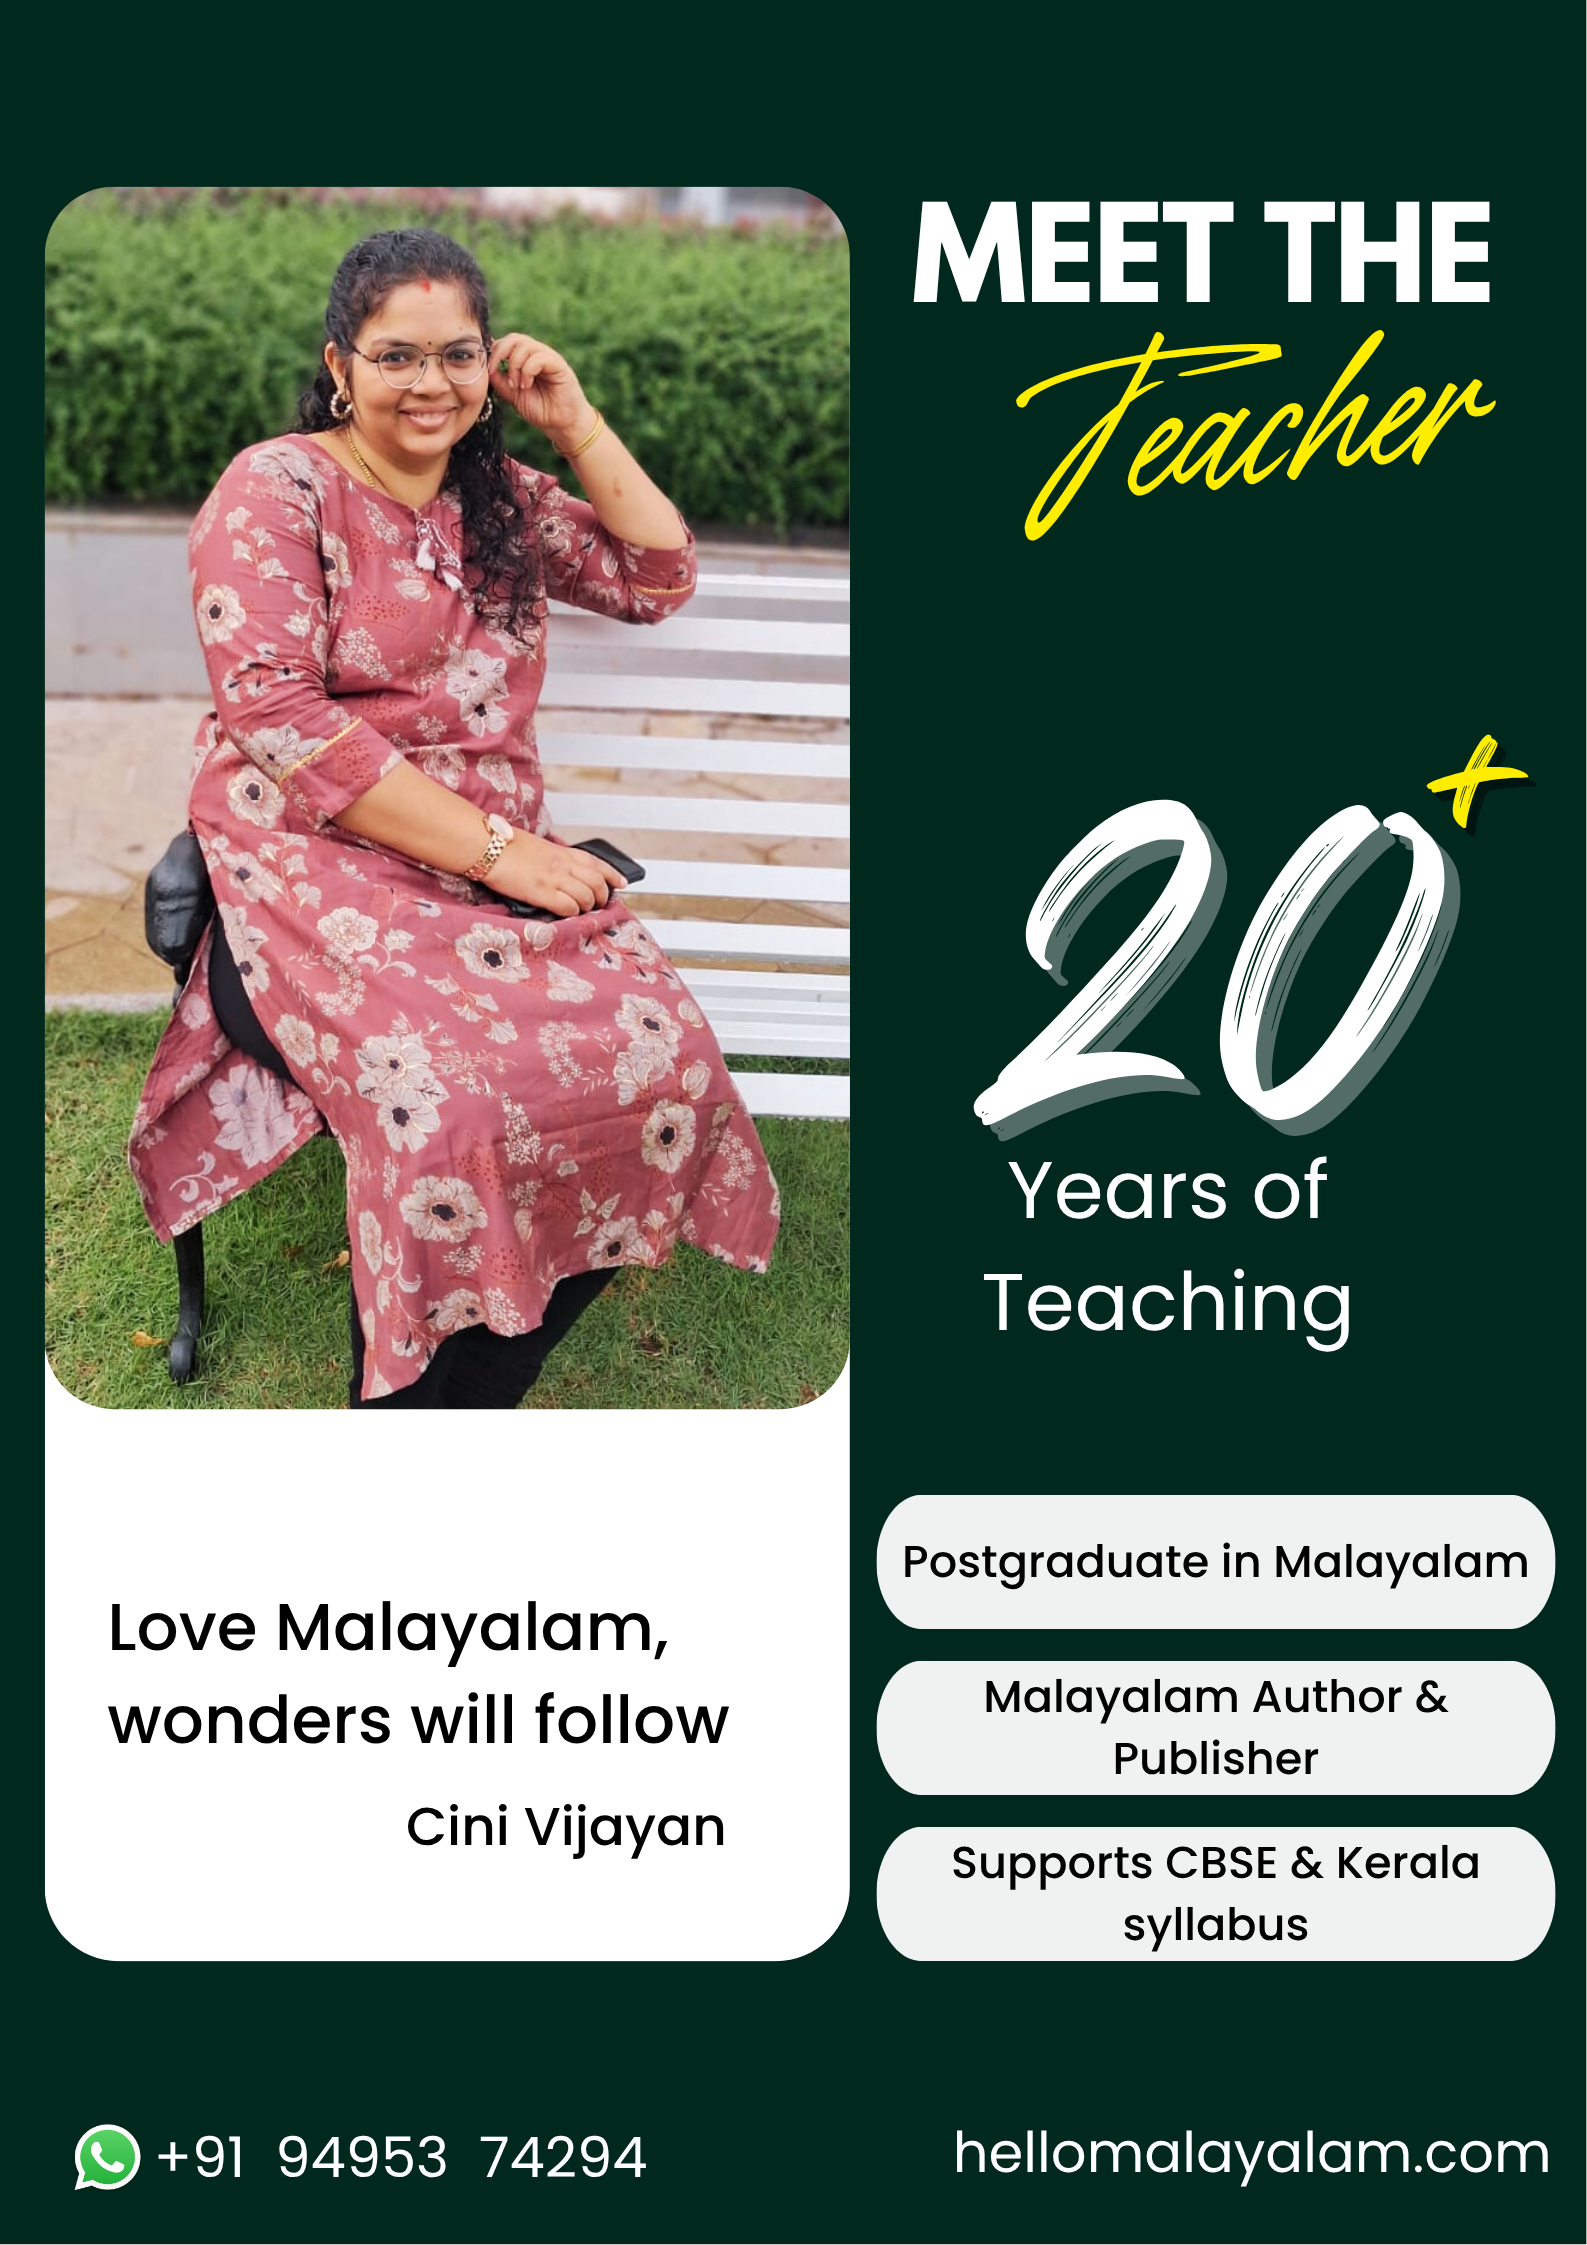 MEET THE
Teacher
20+
Years of
Teaching
Postgraduate in Malayalam
Malayalam Author &
Publisher
Supports CBSE & Kerala
syllabus
Love Malayalam,
wonders will follow
Cini Vijayan
+91 94953 74294
hellomalayalam.com